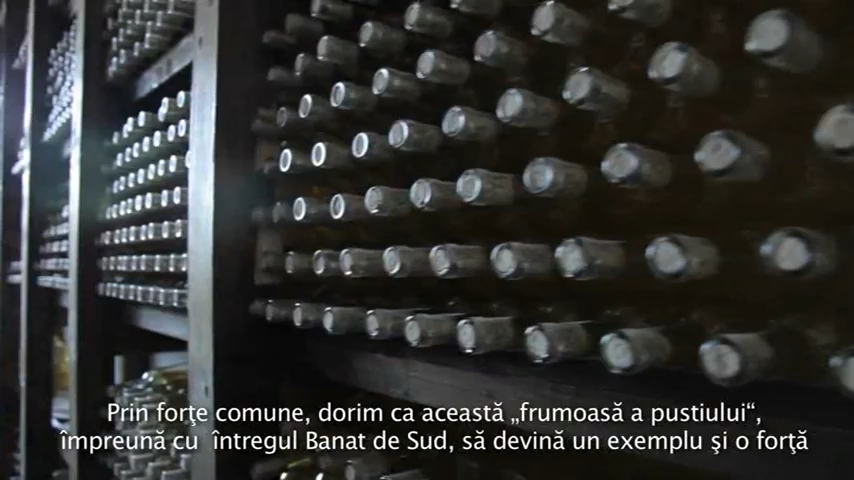 Prin forţe comune, dorim ca această „frumoasă a pustiului“,
împreună cu întregul Banat de Sud, să devină un exemplu şi o forţă